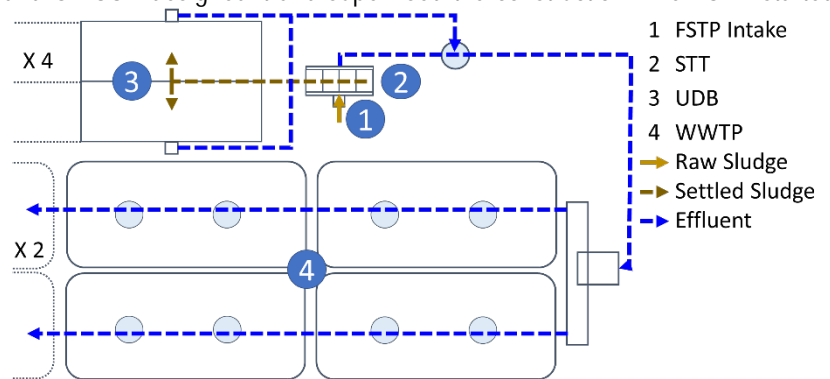 X 4
3
2
1
X 2
4
1 FSTP Intake
2 STT
3 UDB
4 WWTP
Raw Sludge
Settled Sludge
Effluent